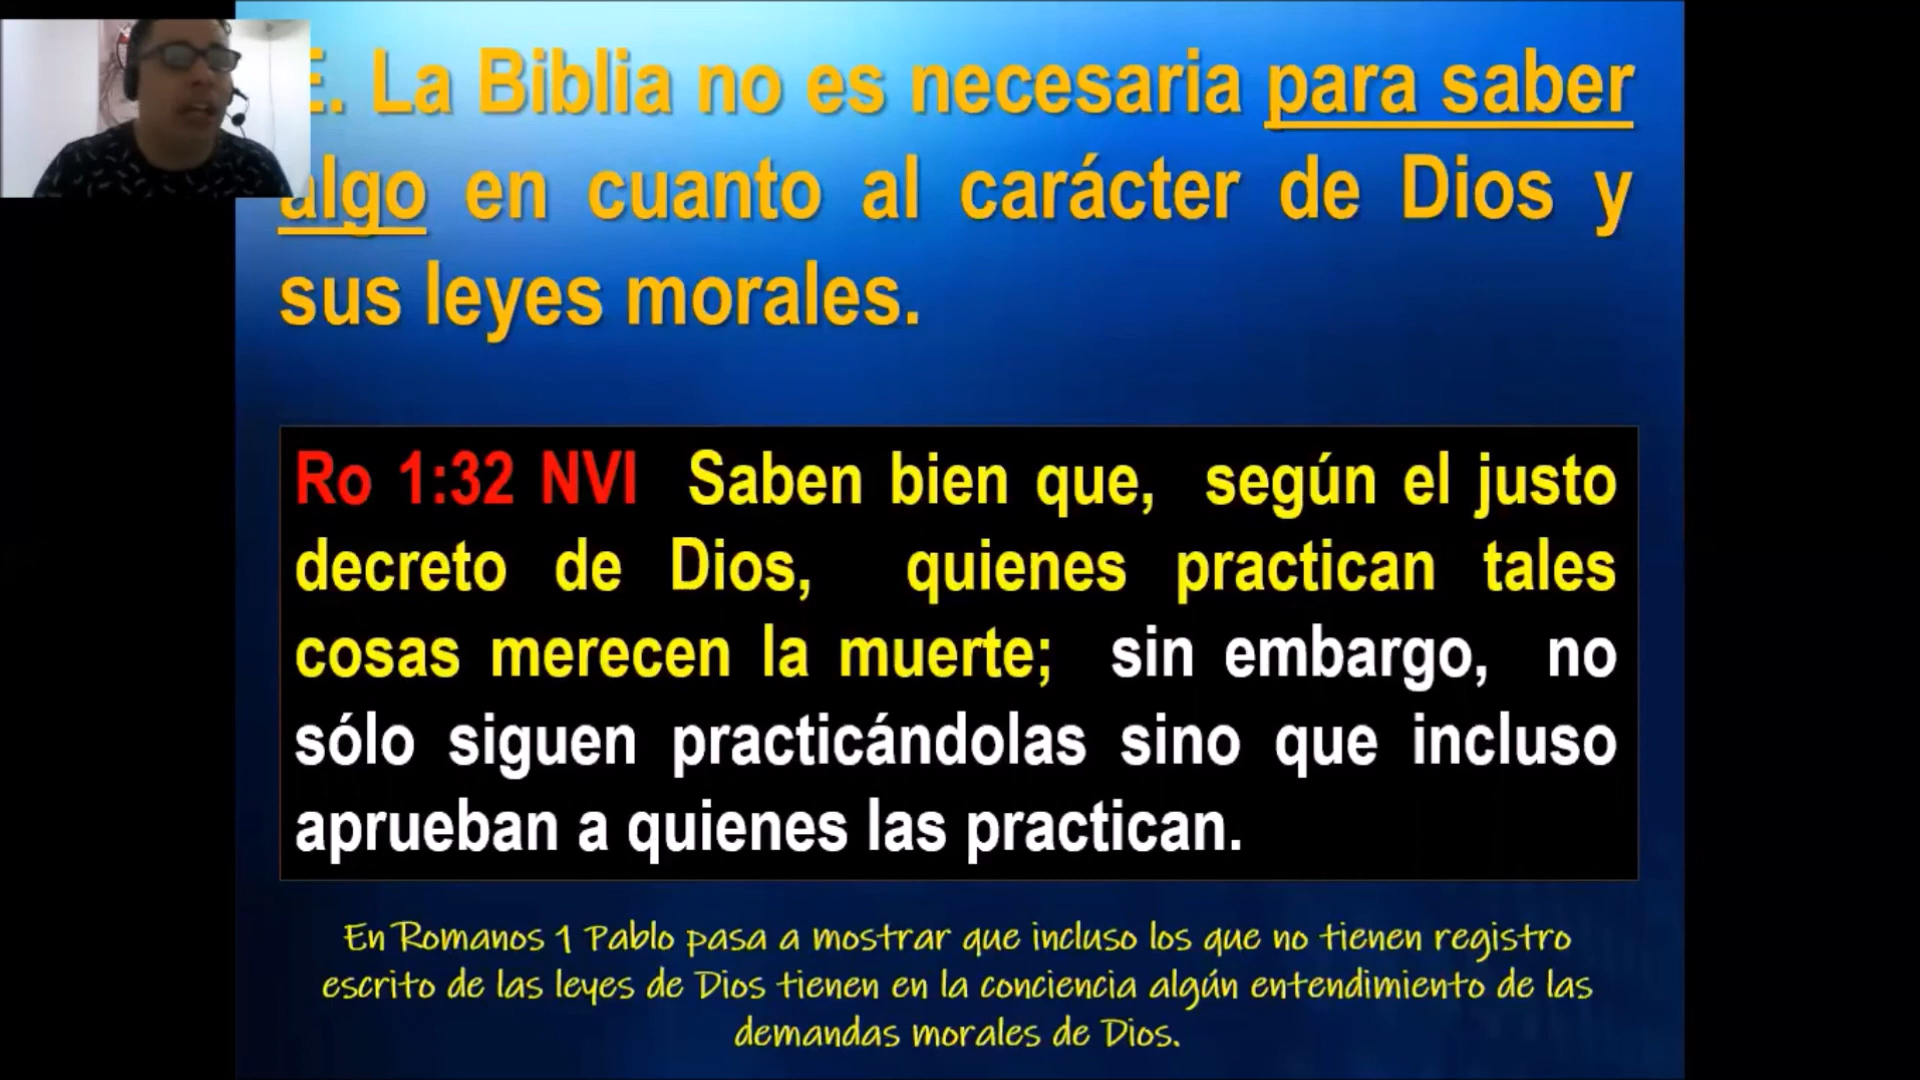 E. La Biblia no es necesaria para saber
algo en cuanto al carácter de Dios y
sus leyes morales.
Ro 1:32 NVI Saben bien que, según el justo
decreto de Dios, quienes practican tales
cosas merecen la muerte; sin embargo, no
sólo siguen practicándolas sino que incluso
aprueban a quienes las practican.
En Romanos 1 Pablo pasa a mostrar que incluso los que no tienen registro
escrito de las leyes de Dios tienen en la conciencia algún entendimiento de las
demandas morales de Dios.